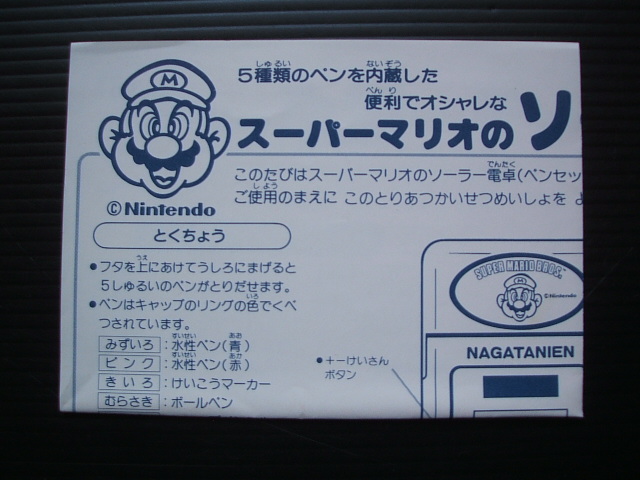 M
5種類のペンを内蔵した
便利でオシャレな
スーパーマリオのソ
このたびはスーパーマリオのソーラー電卓(ペンセッ
ご使用のまえに このとりあつかいせつめいしょを よ
©Nintendo
とくちょう
●フタを上にあけてうしろにまげると
5しゅるいのペンがとりだせます。
●ペンはキャップのリングの色でくべ
つされています。
みずいろ:水性ペン(青)
ピンク:水性ペン(赤)
きいろ:けいこうマーカー
むらさき:ボールペン
SUPER MARIO BROS.
©Nintendo
NAGATANIEN
●+−けいさん
ボタン